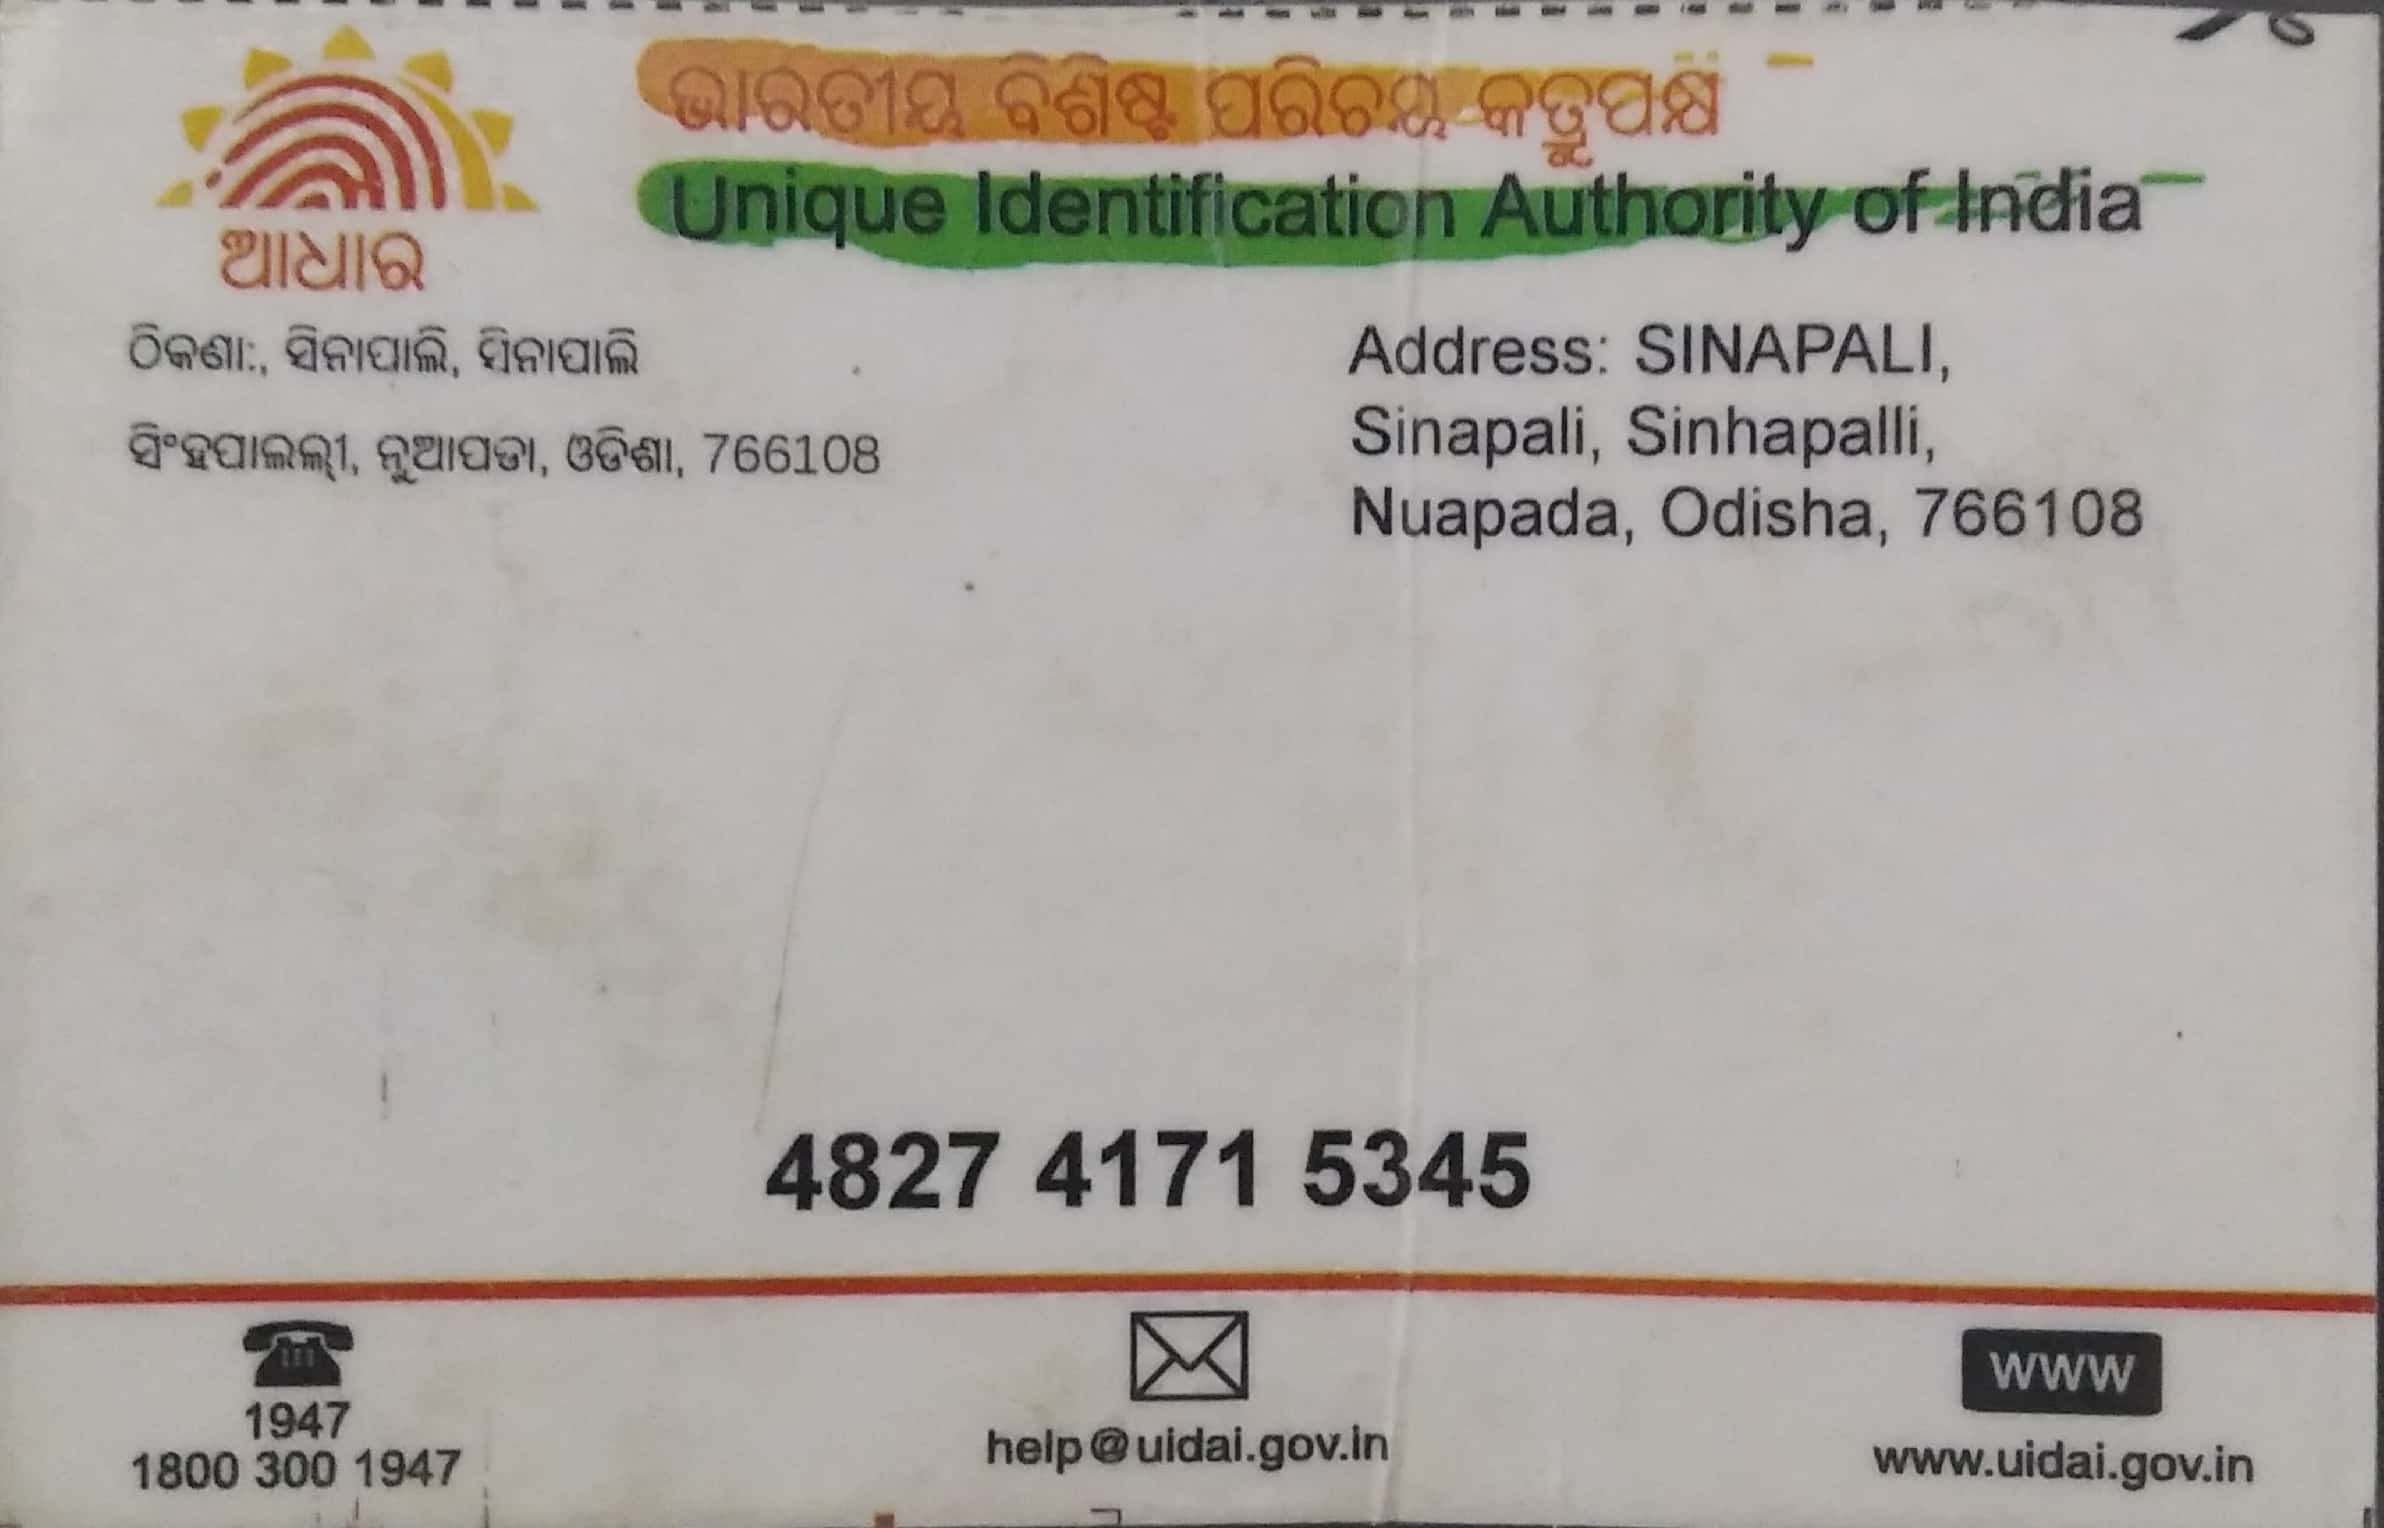 ଭାରତୀୟ ବିଶିଷ୍ଟ ପରିଚୟ କର୍ତ୍ତୃପକ୍ଷ
Unique Identification Authority of India
ଆଧାର
ଠିକଣା:, ସିନାପାଲି, ସିନାପାଲି
ସିଂହପାଲଲ୍ଲୀ, ନୁଆପଡା, ଓଡିଶା, 766108
Address: SINAPALI,
Sinapali, Sinhapalli,
Nuapada, Odisha, 766108
4827 4171 5345
1947
1800 300 1947
help@uidai.gov.in
www
www.uidai.gov.in